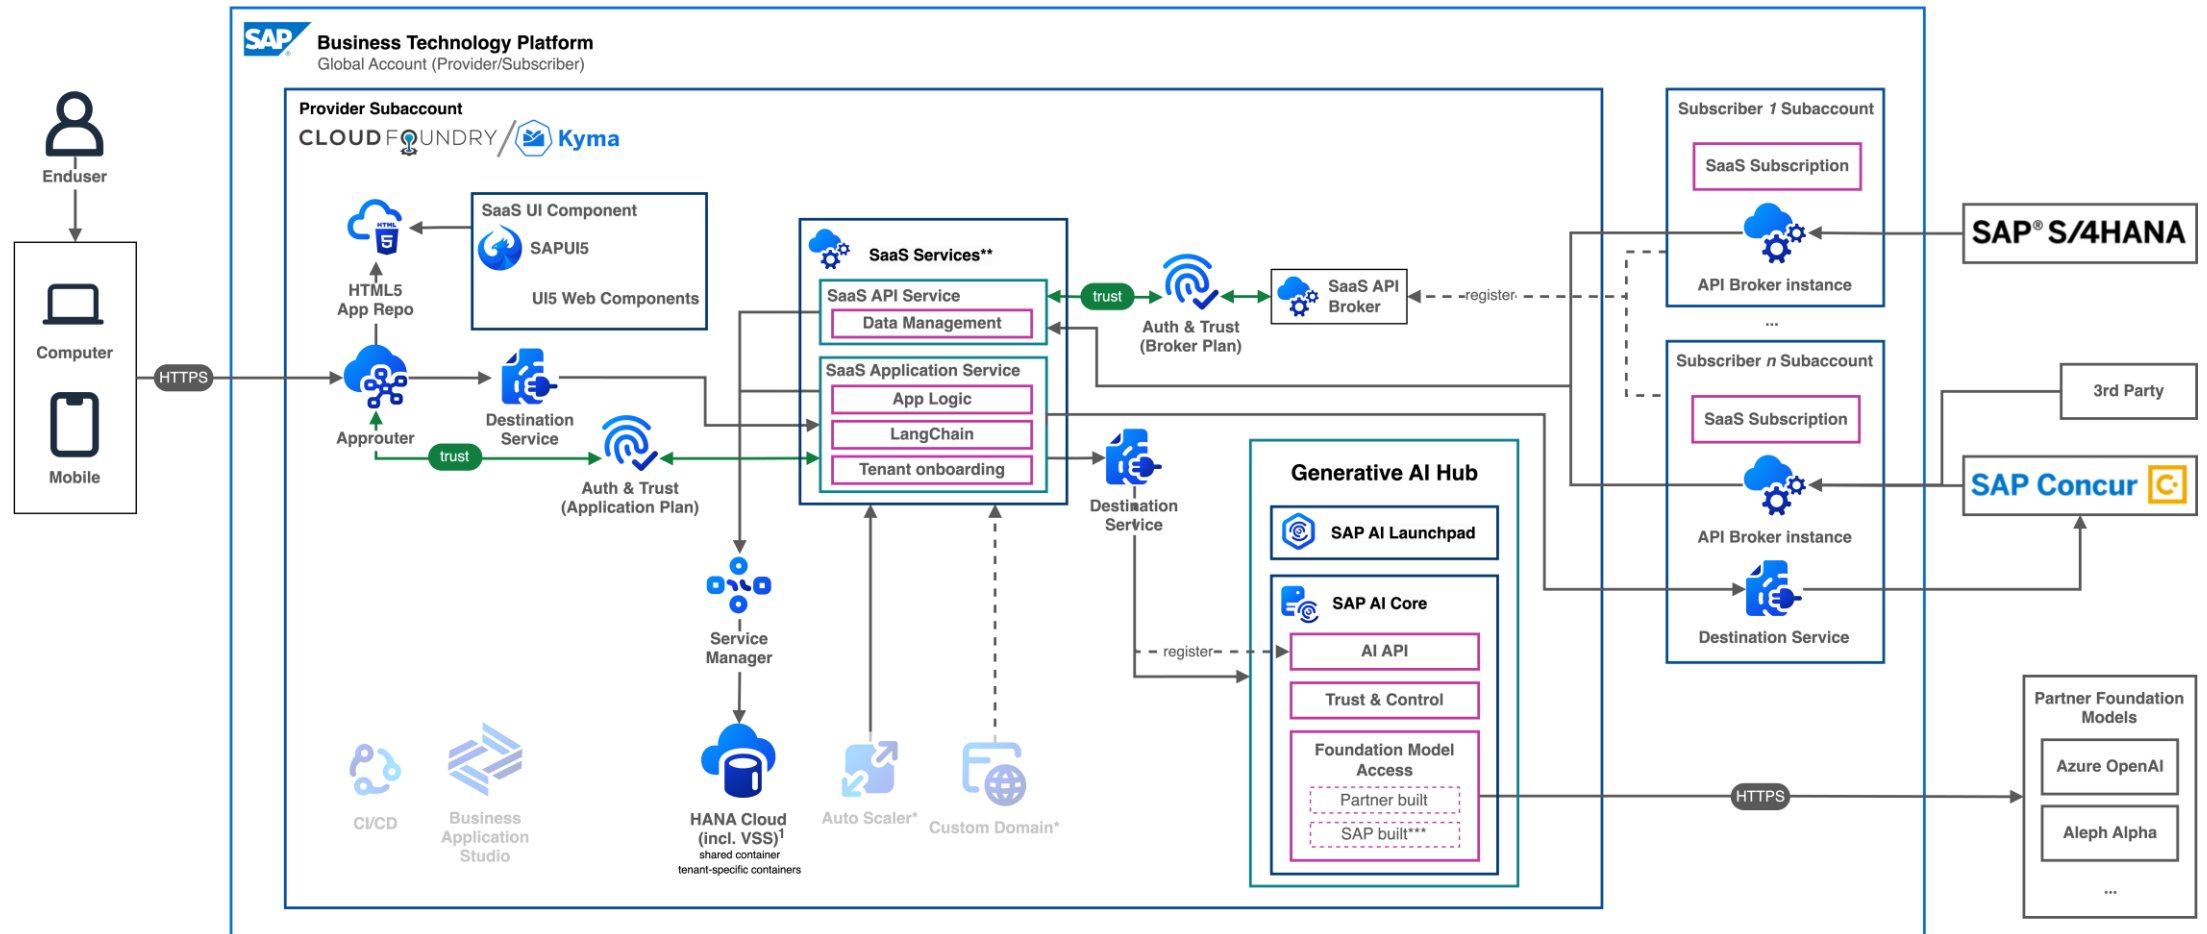 SAP
Business Technology Platform
Global Account (Provider/Subscriber)
Provider Subaccount
CLOUD FOUNDRY / Kyma
Enduser
Computer
Mobile
HTTPS
HTML
5
HTML5
App Repo
SaaS UI Component
SAPUI5
UI5 Web Components
Approuter
Destination
Service
trust
Auth & Trust
(Application Plan)
SaaS Services**
SaaS API Service
Data Management
SaaS Application Service
App Logic
LangChain
Tenant onboarding
trust
Auth & Trust
(Broker Plan)
SaaS API
Broker
register
Destination
Service
Service
Manager
HANA Cloud
(incl. VSS)1
shared container
tenant-specific containers
CI/CD
Business
Application
Studio
Auto Scaler*
Custom Domain*
Generative AI Hub
SAP AI Launchpad
SAP AI Core
register
AI API
Trust & Control
Foundation Model
Access
Partner built
SAP built***
Subscriber 1 Subaccount
SaaS Subscription
API Broker instance
...
Subscriber n Subaccount
SaaS Subscription
API Broker instance
Destination Service
SAP® S/4HANA
3rd Party
SAP Concur C
HTTPS
Partner Foundation
Models
Azure OpenAI
Aleph Alpha
...